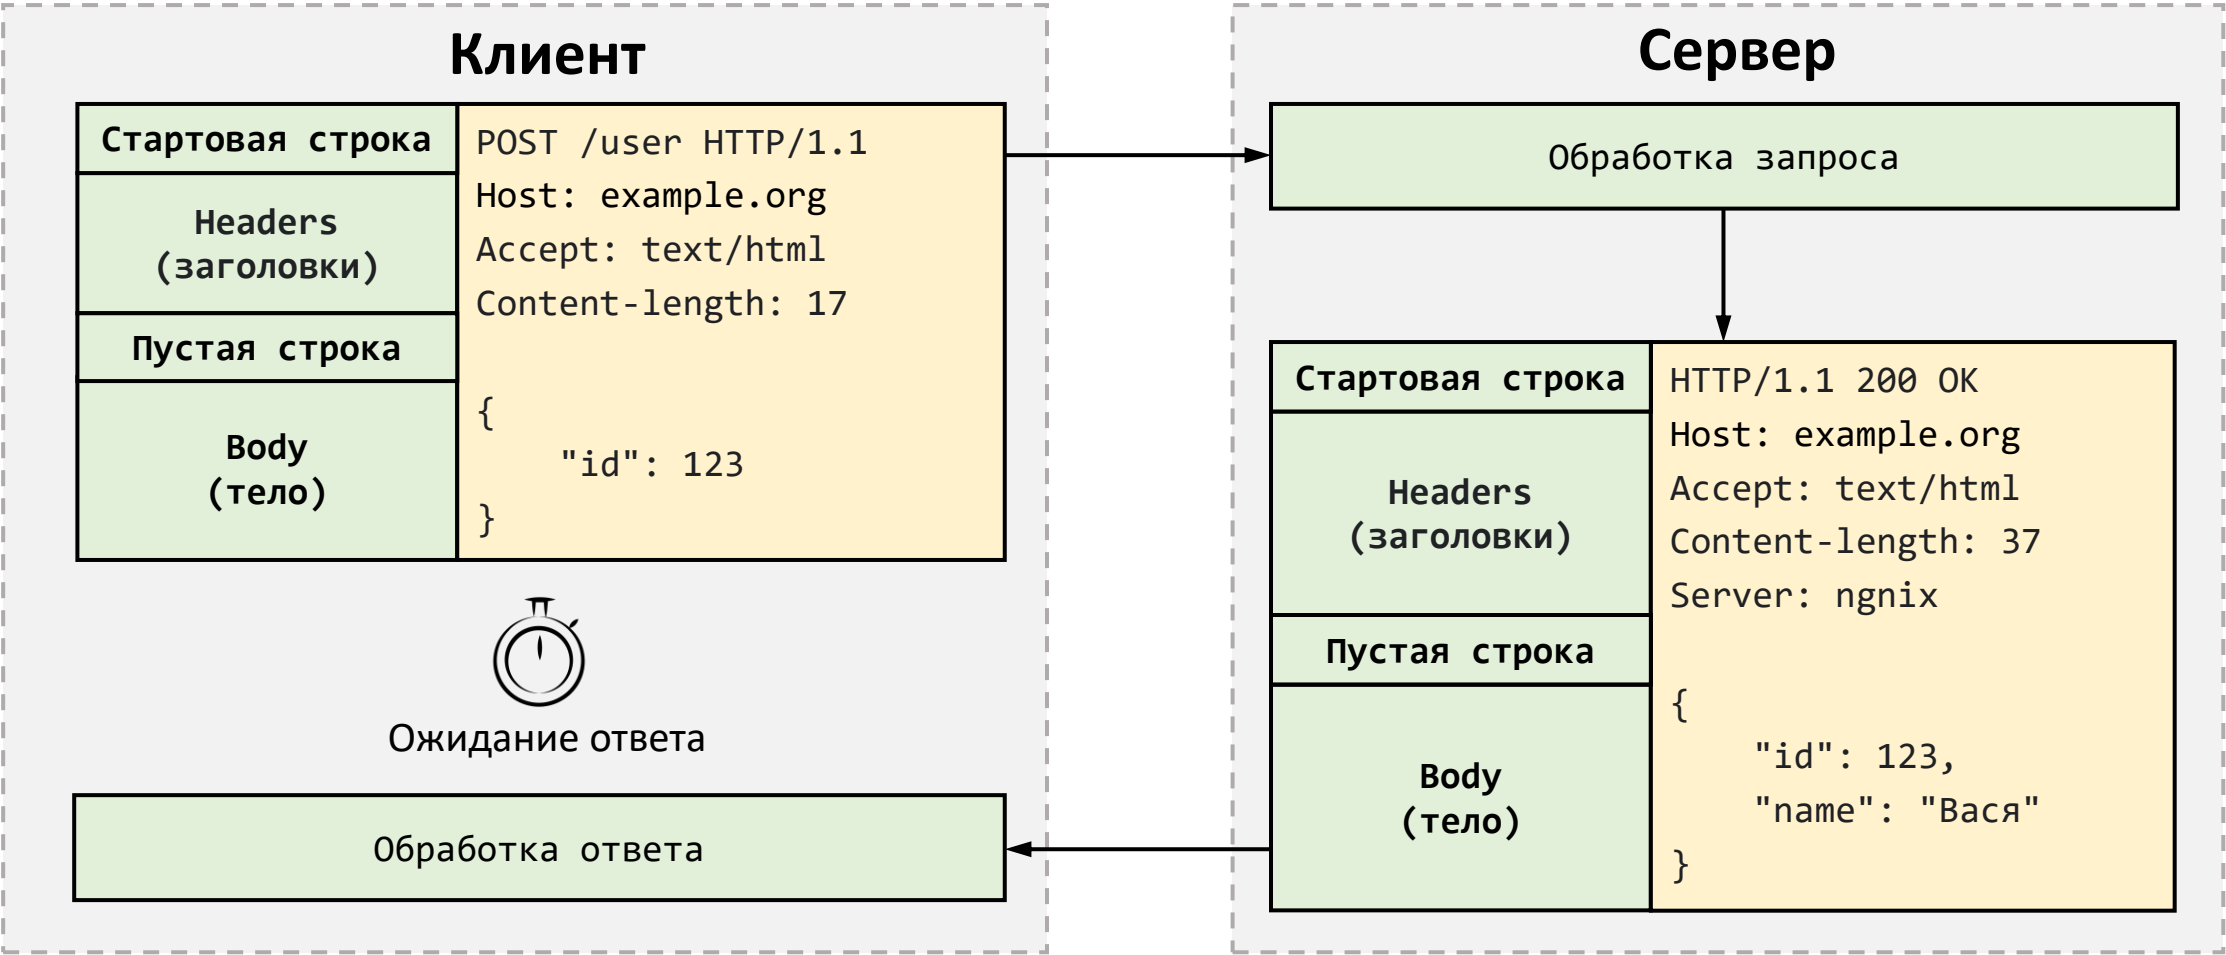 Клиент
Стартовая строка
Headers
(заголовки)
Пустая строка
Body
(тело)
POST /user HTTP/1.1
Host: example.org
Accept: text/html
Content-length: 17
{
"id": 123
}
Ожидание ответа
Обработка ответа
Сервер
Обработка запроса
Стартовая строка
Headers
(заголовки)
Пустая строка
Body
(тело)
HTTP/1.1 200 OK
Host: example.org
Accept: text/html
Content-length: 37
Server: ngnix
{
"id": 123,
"name": "Вася"
}